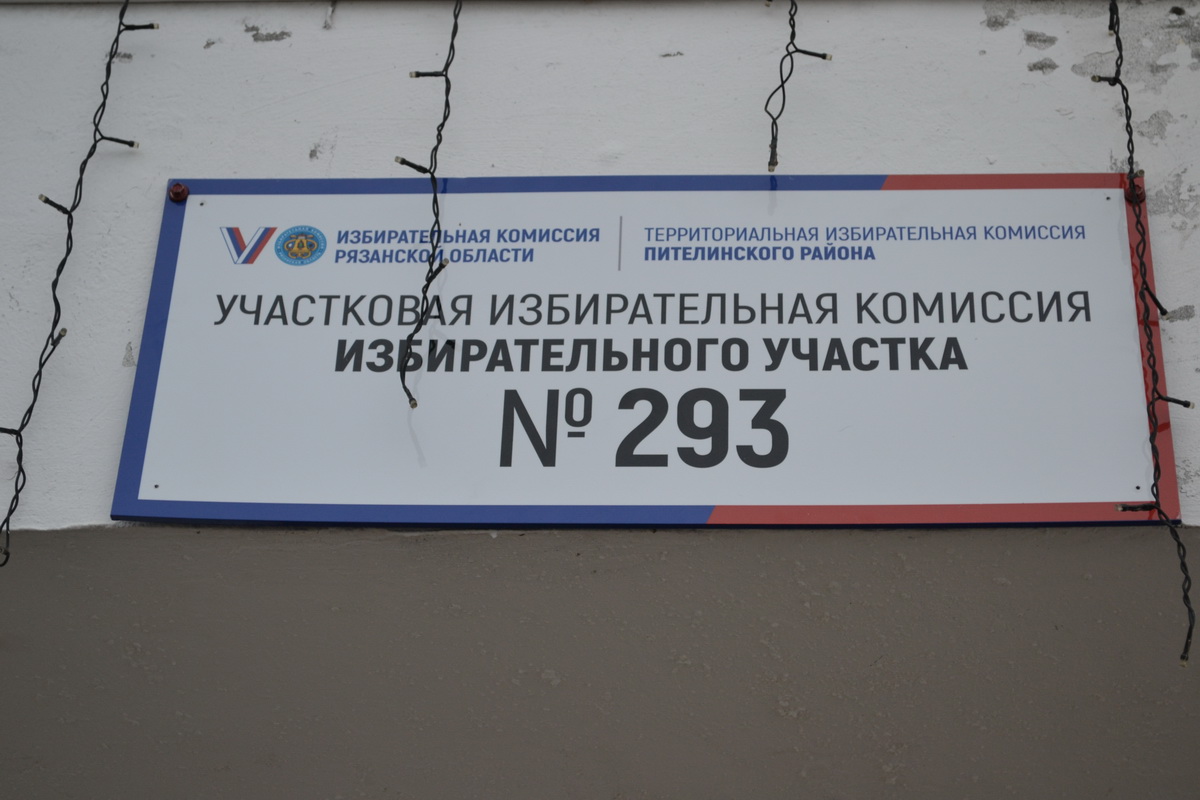 ИЗБИРАТЕЛЬНАЯ КОМИССИЯ
РЯЗАНСКОЙ ОБЛАСТИ
ТЕРРИТОРИАЛЬНАЯ ИЗБИРАТЕЛЬНАЯ КОМИССИЯ
ПИТЕЛИНСКОГО РАЙОНА
УЧАСТКОВАЯ ИЗБИРАТЕЛЬНАЯ КОМИССИЯ
ИЗБИРАТЕЛЬНОГО УЧАСТКА
№ 293